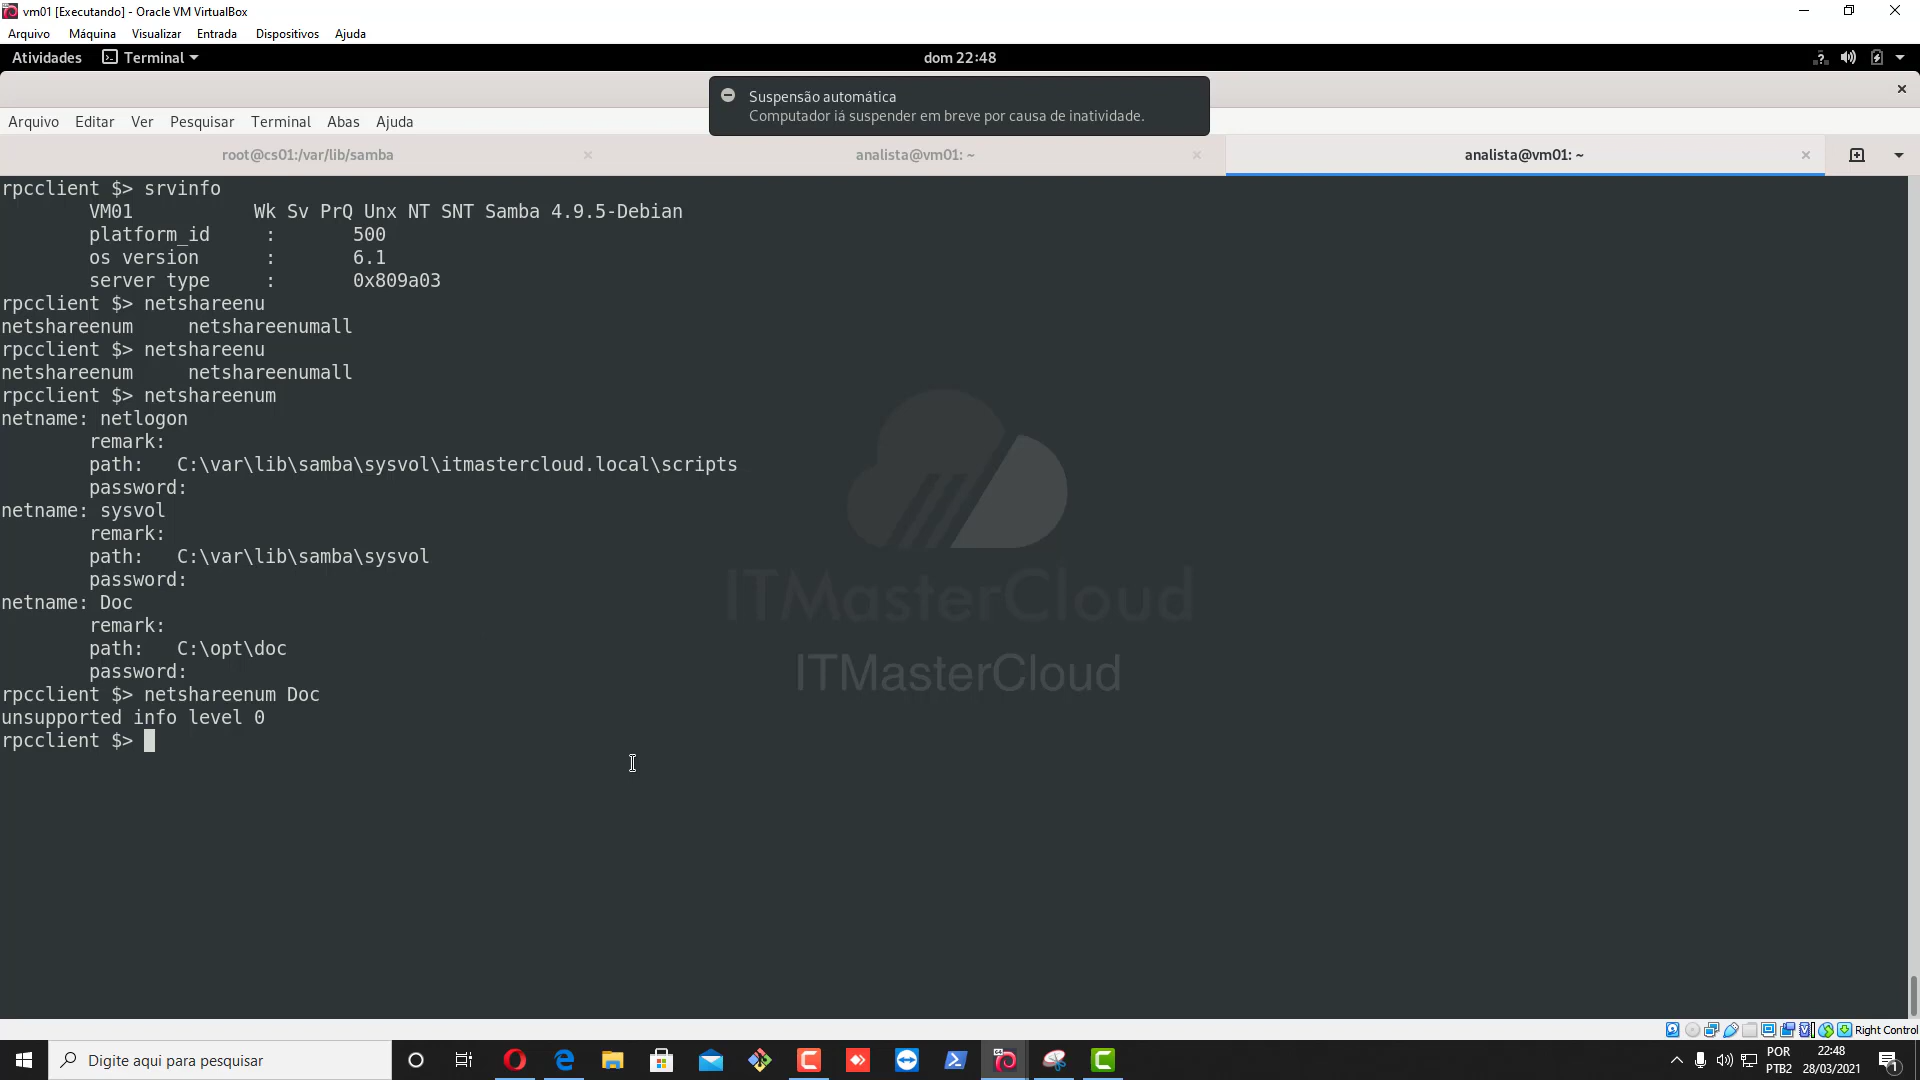 vm01 [Executando] - Oracle VM VirtualBox
Arquivo Máquina Visualizar Entrada Dispositivos Ajuda
Atividades Terminal dom 22:48
Suspensão automática
Computador iá suspender em breve por causa de inatividade.
Arquivo Editar Ver Pesquisar Terminal Abas Ajuda
root@cs01:/var/lib/samba analista@vm01: ~ analista@vm01: ~
rpcclient $> srvinfo
VM01 Wk Sv PrQ Unx NT SNT Samba 4.9.5-Debian
platform_id : 500
os version : 6.1
server type : 0x809a03
rpcclient $> netshareenu
netshareenum netshareenumall
rpcclient $> netshareenu
netshareenum netshareenumall
rpcclient $> netshareenum
netname: netlogon
remark:
path: C:\var\lib\samba\sysvol\itmastercloud.local\scripts
password:
netname: sysvol
remark:
path: C:\var\lib\samba\sysvol
password:
netname: Doc
remark:
path: C:\opt\doc
password:
rpcclient $> netshareenum Doc
unsupported info level 0
rpcclient $>
ITMasterCloud
ITMasterCloud
Right Control
Digite aqui para pesquisar
POR
PTB2
22:48
28/03/2021
1